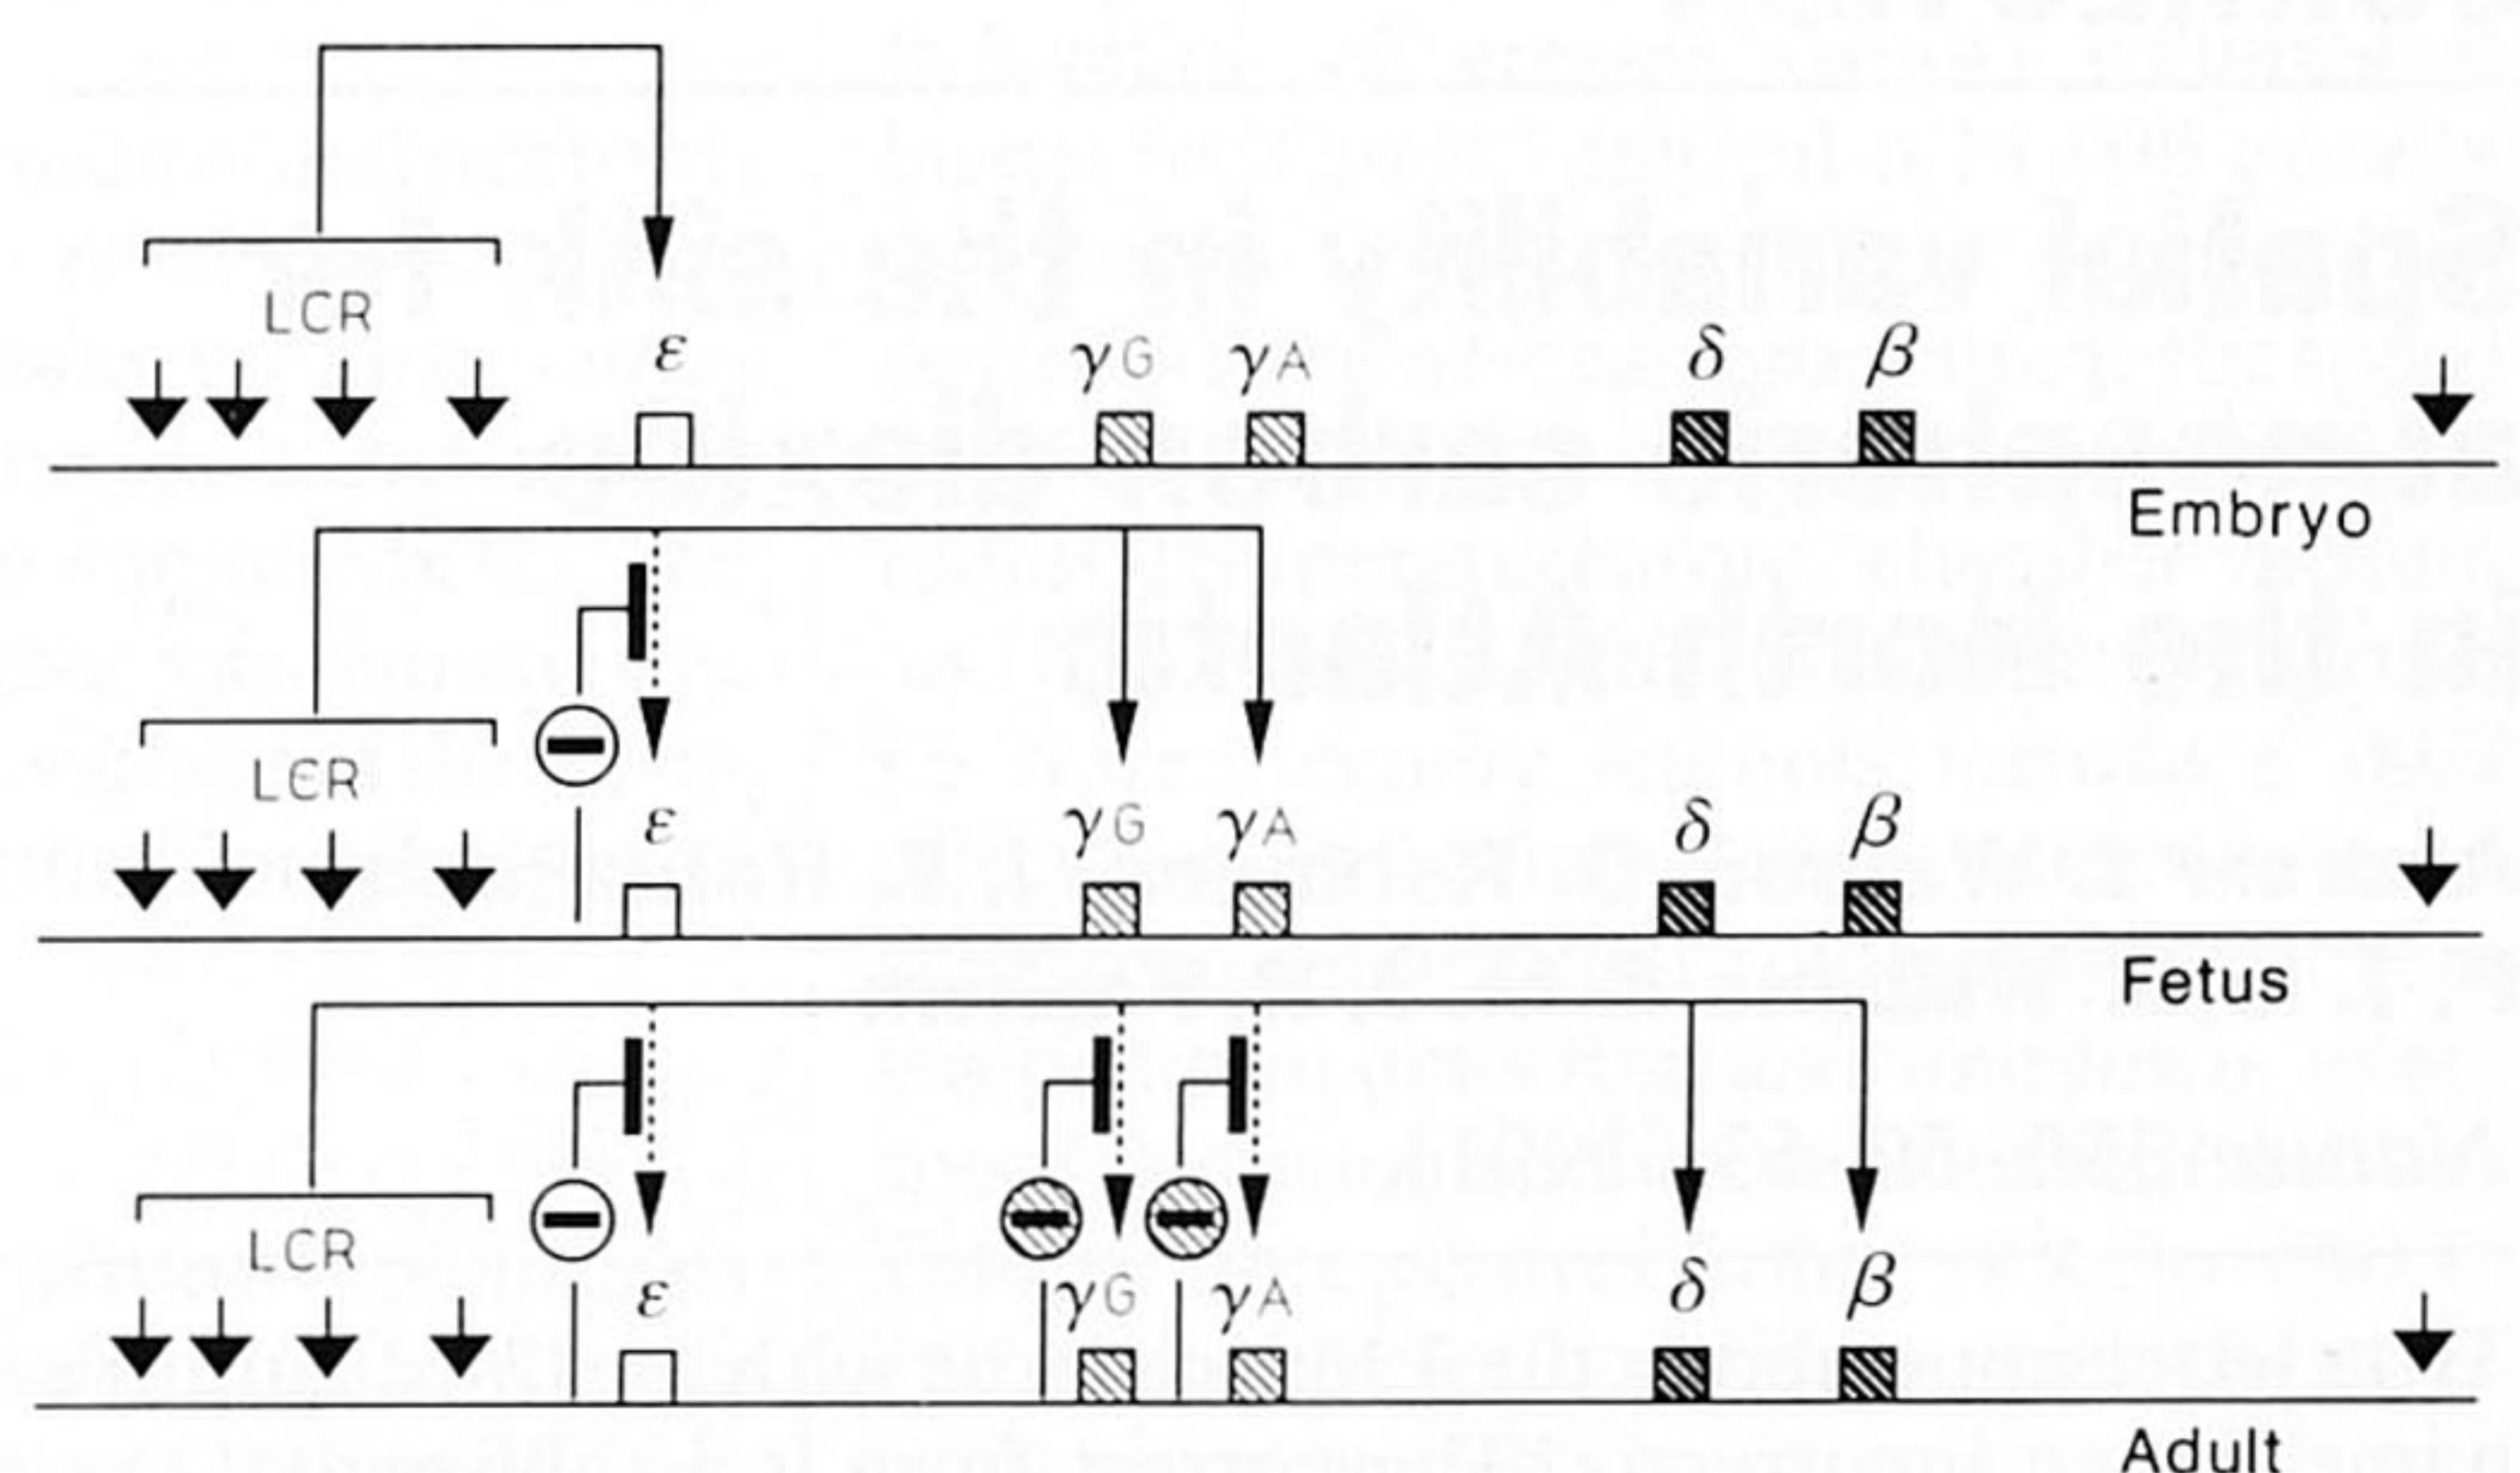 LCR
ε
γG γA
δ β
Embryo
LCR
ε
γG γA
δ β
Fetus
LCR
ε
γG γA
δ β
Adult